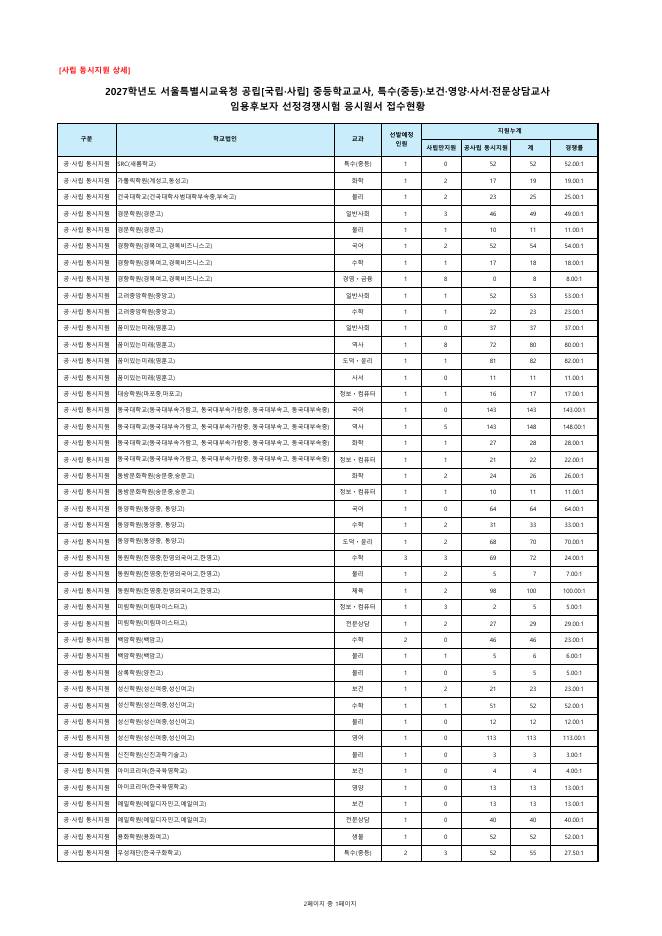 [사립 동시지원 상세]
2027학년도 서울특별시교육청 공립[국립·사립] 중등학교교사, 특수(중등)·보건·영양·사서·전문상담교사
임용후보자 선정경쟁시험 응시원서 접수현황
구분 학교법인 교과 선발예정 인원 지원누계
사립만지원 공사립 동시지원 계 경쟁률
공·사립 동시지원 SRC(새롬학교) 특수(중등) 1 0 52 52 52.00:1
공·사립 동시지원 가톨릭학원(계성고,동성고) 화학 1 2 17 19 19.00:1
공·사립 동시지원 건국대학교(건국대학사범대학부속중,부속고) 물리 1 2 23 25 25.00:1
공·사립 동시지원 경문학원(경문고) 일반사회 1 3 46 49 49.00:1
공·사립 동시지원 경문학원(경문고) 물리 1 1 10 11 11.00:1
공·사립 동시지원 경향학원(경복여고,경복비즈니스고) 국어 1 2 52 54 54.00:1
공·사립 동시지원 경향학원(경복여고,경복비즈니스고) 수학 1 1 17 18 18.00:1
공·사립 동시지원 경향학원(경복여고,경복비즈니스고) 경영·금융 1 8 0 8 8.00:1
공·사립 동시지원 고려중앙학원(중앙고) 일반사회 1 1 52 53 53.00:1
공·사립 동시지원 고려중앙학원(중앙고) 수학 1 1 22 23 23.00:1
공·사립 동시지원 꿈이있는미래(영훈고) 일반사회 1 0 37 37 37.00:1
공·사립 동시지원 꿈이있는미래(영훈고) 역사 1 8 72 80 80.00:1
공·사립 동시지원 꿈이있는미래(영훈고) 도덕·윤리 1 1 81 82 82.00:1
공·사립 동시지원 꿈이있는미래(영훈고) 사서 1 0 11 11 11.00:1
공·사립 동시지원 대승학원(마포중,마포고) 정보·컴퓨터 1 1 16 17 17.00:1
공·사립 동시지원 동국대학교(동국대부속가람고, 동국대부속가람중, 동국대부속고, 동국대부속중) 국어 1 0 143 143 143.00:1
공·사립 동시지원 동국대학교(동국대부속가람고, 동국대부속가람중, 동국대부속고, 동국대부속중) 역사 1 5 143 148 148.00:1
공·사립 동시지원 동국대학교(동국대부속가람고, 동국대부속가람중, 동국대부속고, 동국대부속중) 화학 1 1 27 28 28.00:1
공·사립 동시지원 동국대학교(동국대부속가람고, 동국대부속가람중, 동국대부속고, 동국대부속중) 정보·컴퓨터 1 1 21 22 22.00:1
공·사립 동시지원 동방문화학원(숭문중,숭문고) 화학 1 2 24 26 26.00:1
공·사립 동시지원 동방문화학원(숭문중,숭문고) 정보·컴퓨터 1 1 10 11 11.00:1
공·사립 동시지원 동양학원(동양중, 동양고) 국어 1 0 64 64 64.00:1
공·사립 동시지원 동양학원(동양중, 동양고) 수학 1 2 31 33 33.00:1
공·사립 동시지원 동양학원(동양중, 동양고) 도덕·윤리 1 2 68 70 70.00:1
공·사립 동시지원 동원학원(한영중,한영외국어고,한영고) 수학 3 3 69 72 24.00:1
공·사립 동시지원 동원학원(한영중,한영외국어고,한영고) 물리 1 2 5 7 7.00:1
공·사립 동시지원 동원학원(한영중,한영외국어고,한영고) 체육 1 2 98 100 100.00:1
공·사립 동시지원 미림학원(미림마이스터고) 정보·컴퓨터 1 3 2 5 5.00:1
공·사립 동시지원 미림학원(미림마이스터고) 전문상담 1 2 27 29 29.00:1
공·사립 동시지원 백암학원(백암고) 수학 2 0 46 46 23.00:1
공·사립 동시지원 백암학원(백암고) 물리 1 1 5 6 6.00:1
공·사립 동시지원 상록학원(양천고) 물리 1 0 5 5 5.00:1
공·사립 동시지원 성신학원(성신여중,성신여고) 보건 1 2 21 23 23.00:1
공·사립 동시지원 성신학원(성신여중,성신여고) 수학 1 1 51 52 52.00:1
공·사립 동시지원 성신학원(성신여중,성신여고) 물리 1 0 12 12 12.00:1
공·사립 동시지원 성신학원(성신여중,성신여고) 영어 1 0 113 113 113.00:1
공·사립 동시지원 신진학원(신진과학기술고) 물리 1 0 3 3 3.00:1
공·사립 동시지원 아이코리아(한국육영학교) 보건 1 0 4 4 4.00:1
공·사립 동시지원 아이코리아(한국육영학교) 영양 1 0 13 13 13.00:1
공·사립 동시지원 예일학원(예일디자인고,예일여고) 보건 1 0 13 13 13.00:1
공·사립 동시지원 예일학원(예일디자인고,예일여고) 전문상담 1 0 40 40 40.00:1
공·사립 동시지원 용화학원(용화여고) 생물 1 0 52 52 52.00:1
공·사립 동시지원 우성재단(한국구화학교) 특수(중등) 2 3 52 55 27.50:1
2페이지 중 1페이지